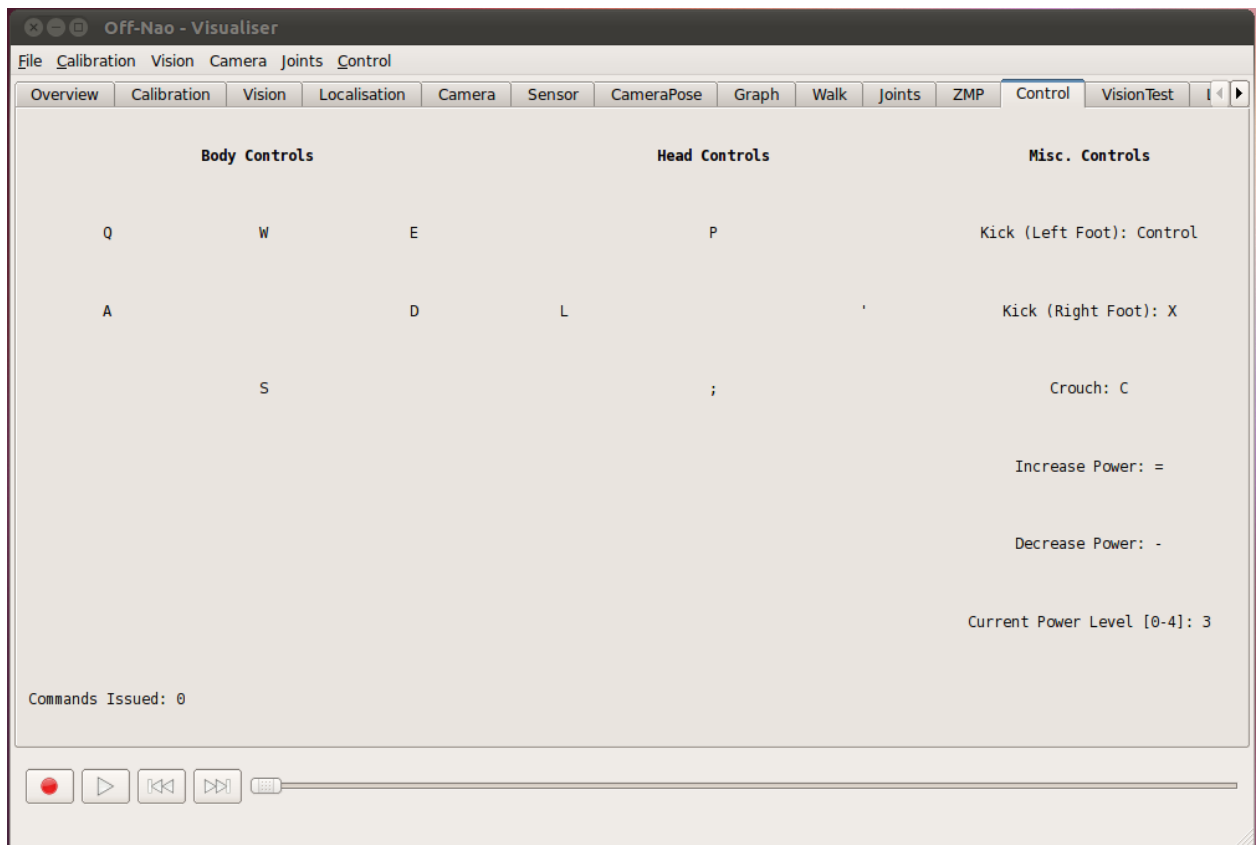 Off-Nao - Visualiser
File Calibration Vision Camera Joints Control
Overview Calibration Vision Localisation Camera Sensor CameraPose Graph Walk Joints ZMP Control VisionTest
Body Controls Head Controls Misc. Controls
Q W E P Kick (Left Foot): Control
A D L ' Kick (Right Foot): X
S ; Crouch: C
Increase Power: =
Decrease Power: -
Current Power Level [0-4]: 3
Commands Issued: 0